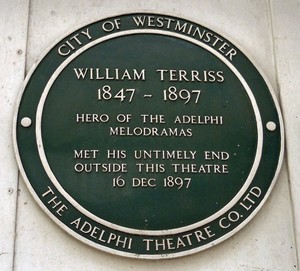 CITY OF WESTMINSTER
WILLIAM TERRISS
1847 - 1897
HERO OF THE ADELPHI
MELODRAMAS
MET HIS UNTIMELY END
OUTSIDE THIS THEATRE
16 DEC 1897
THE ADELPHI THEATRE CO. LTD